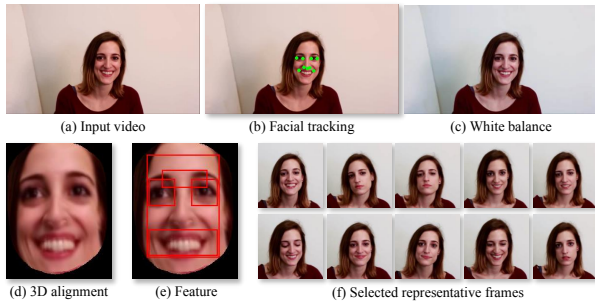 (a) Input video
(b) Facial tracking
(c) White balance
(d) 3D alignment
(e) Feature
(f) Selected representative frames